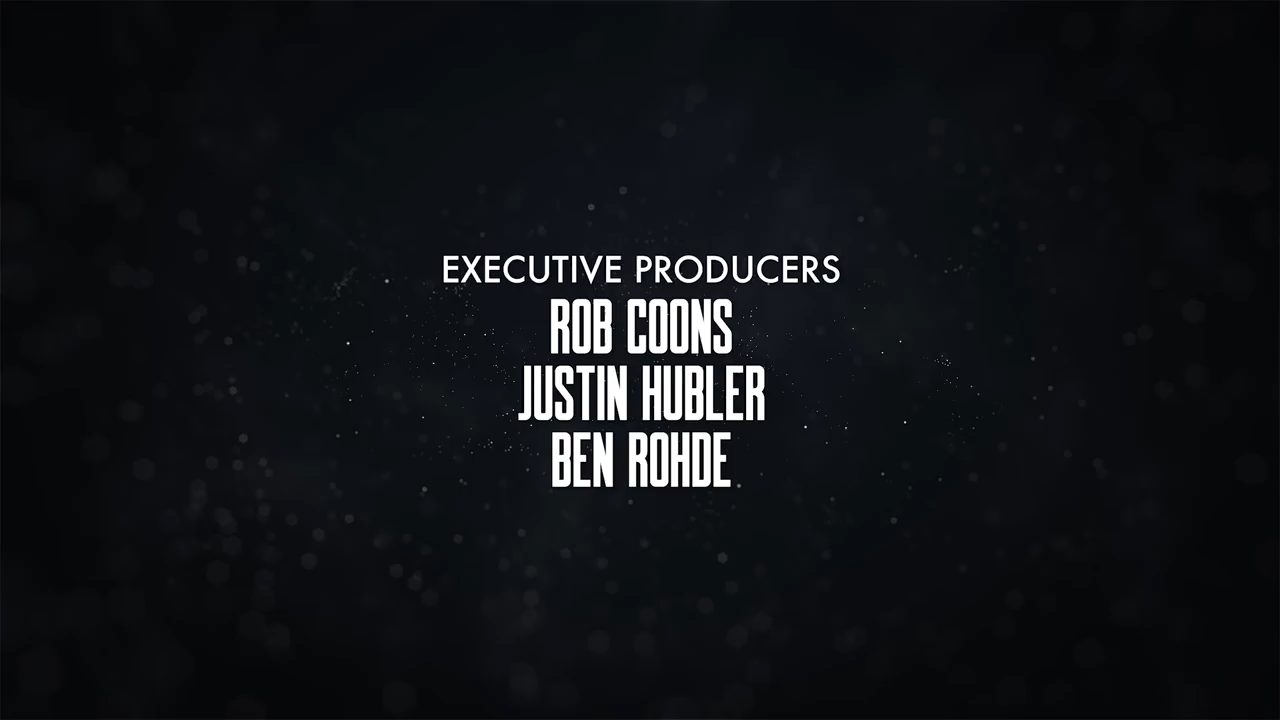 EXECUTIVE PRODUCERS
ROB COONS
JUSTIN HUBLER
BEN ROHDE